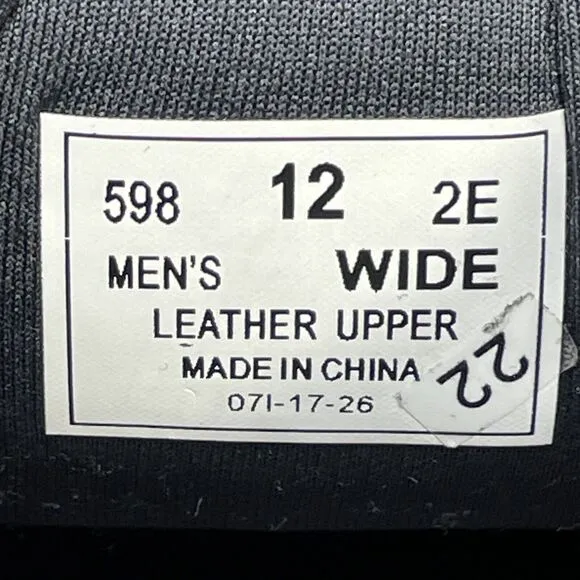 598 12 2E
MEN'S WIDE
LEATHER UPPER
MADE IN CHINA
07I-17-26
22